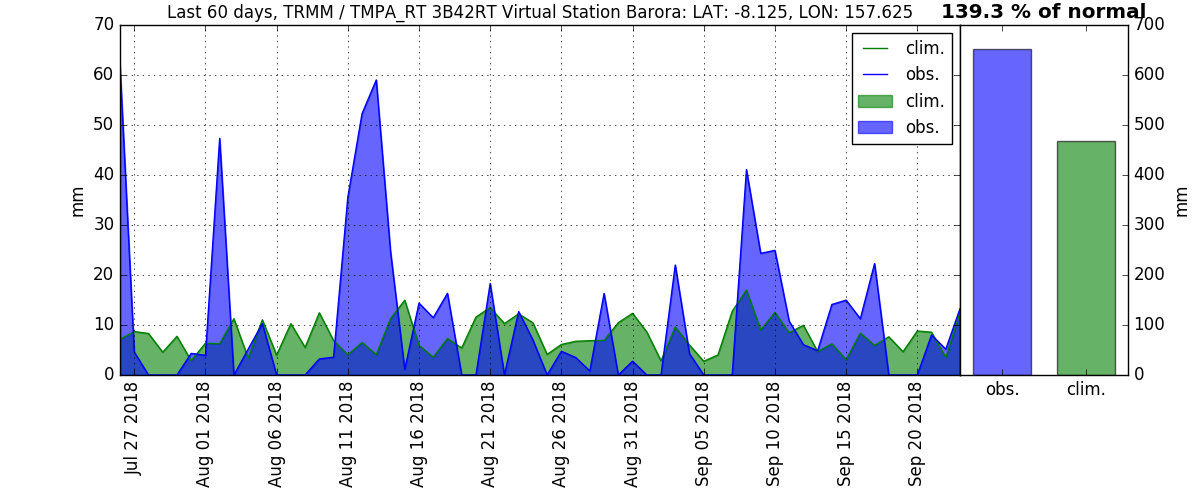 Last 60 days, TRMM / TMPA_RT 3B42RT Virtual Station Barora: LAT: -8.125, LON: 157.625
139.3 % of normal
70
60
50
40
30
20
10
0
mm
clim.
obs.
clim.
obs.
700
600
500
400
300
200
100
0
mm
obs.
clim.
Jul 27 2018
Aug 01 2018
Aug 06 2018
Aug 11 2018
Aug 16 2018
Aug 21 2018
Aug 26 2018
Aug 31 2018
Sep 05 2018
Sep 10 2018
Sep 15 2018
Sep 20 2018